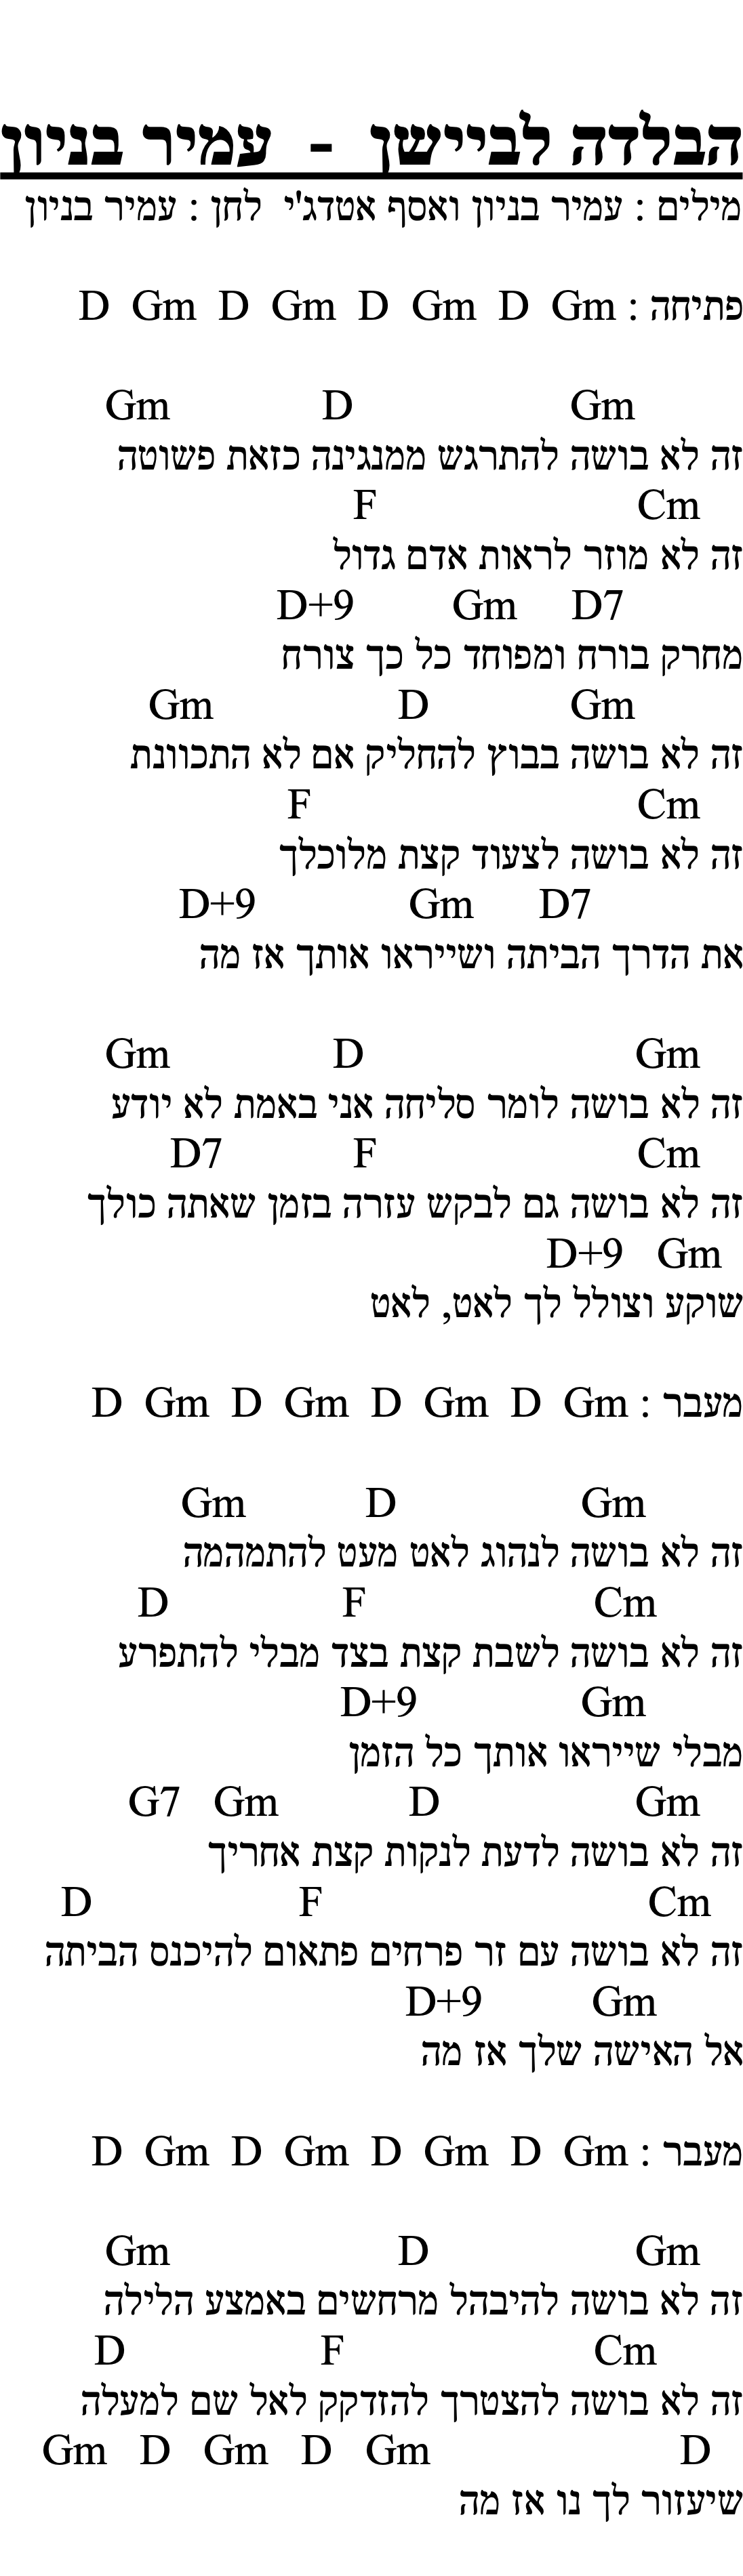 הבלדה לביישן - עמיר בניון
מילים : עמיר בניון ואסף אטדג'י לחן : עמיר בניון
פתיחה : Gm D Gm D Gm D Gm D
Gm D Gm
זה לא בושה להתרגש ממנגינה כזאת פשוטה
Cm F
זה לא מוזר לראות אדם גדול
D7 Gm D+9
מחרק בורח ומפוחד כל כך צורח
Gm D Gm
זה לא בושה בבוץ להחליק אם לא התכוונת
Cm F
זה לא בושה לצעוד קצת מלוכלך
D7 Gm D+9
את הדרך הביתה ושייראו אותך אז מה
Gm D Gm
זה לא בושה לומר סליחה אני באמת לא יודע
Cm F D7
זה לא בושה גם לבקש עזרה בזמן שאתה כולך
Gm D+9
שוקע וצולל לך לאט, לאט
מעבר : Gm D Gm D Gm D Gm D
Gm D Gm
זה לא בושה לנהוג לאט מעט להתמהמה
Cm F D
זה לא בושה לשבת קצת בצד מבלי להתפרע
Gm D+9
מבלי שייראו אותך כל הזמן
Gm D Gm G7
זה לא בושה לדעת לנקות קצת אחריך
Cm F D
זה לא בושה עם זר פרחים פתאום להיכנס הביתה
Gm D+9
אל האישה שלך אז מה
מעבר : Gm D Gm D Gm D Gm D
Gm D Gm
זה לא בושה להיבהל מרחשים באמצע הלילה
Cm F D
זה לא בושה להצטרך להזדקק לאל שם למעלה
D Gm D Gm D Gm
שיעזור לך נו אז מה